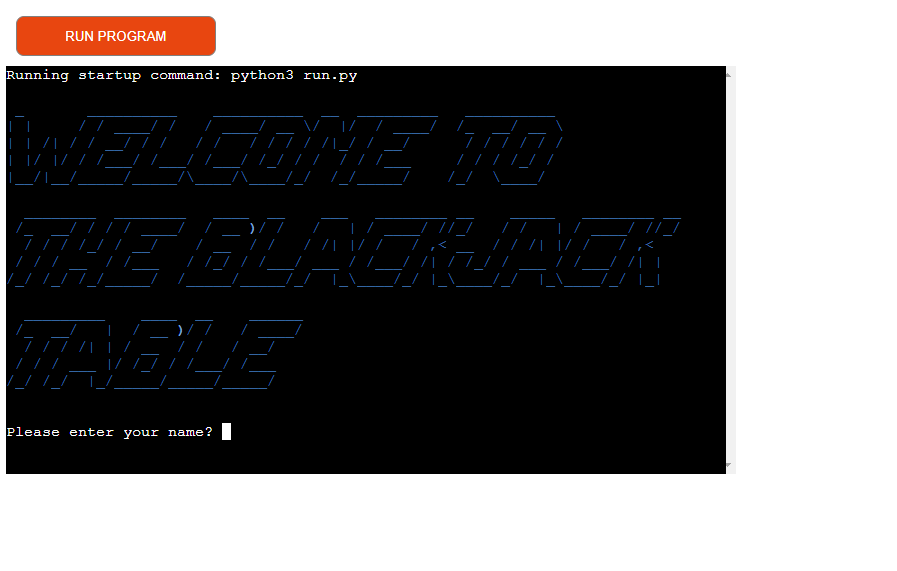 RUN PROGRAM
Running startup command: python3 run.py
WELCOME TO
THE BLACKJACK
TABLE
Please enter your name?